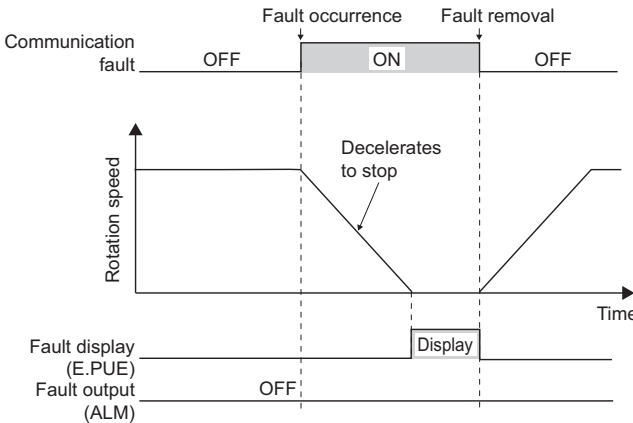 Fault occurrence
Fault removal
Communication
fault
OFF
ON
OFF
Decelerates
to stop
Rotation speed
Time
Fault display
(E.PUE)
Display
Fault output
(ALM)
OFF